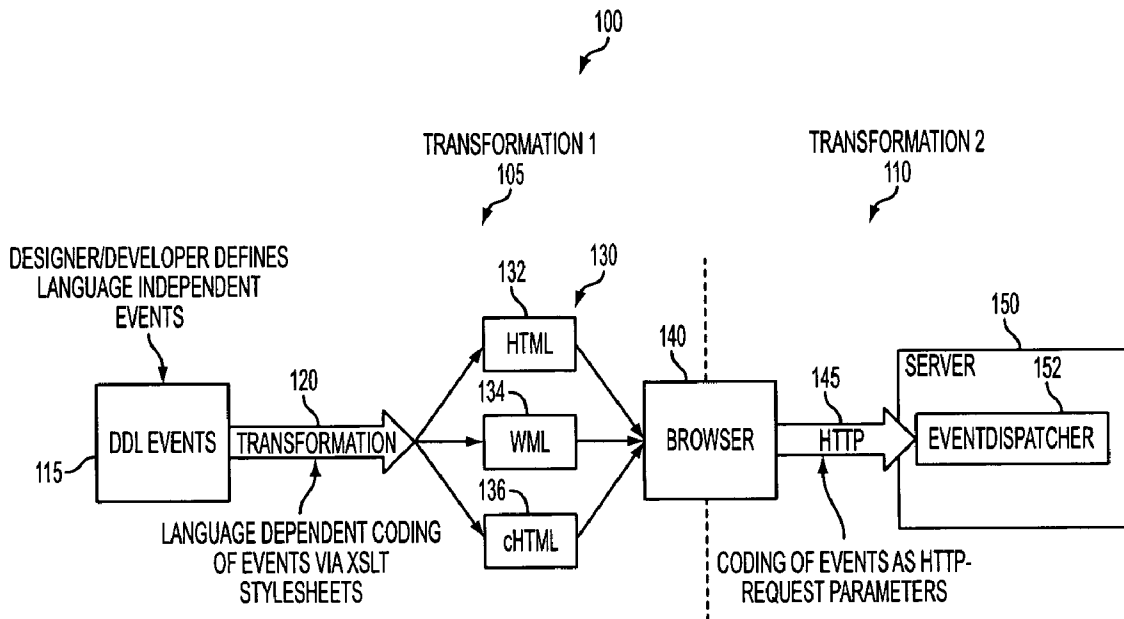 100
TRANSFORMATION 1
105
TRANSFORMATION 2
110
DESIGNER/DEVELOPER DEFINES
LANGUAGE INDEPENDENT
EVENTS
130
132
HTML
150
SERVER
152
EVENTDISPATCHER
140
BROWSER
145
HTTP
120
TRANSFORMATION
134
WML
DDL EVENTS
115
136
cHTML
LANGUAGE DEPENDENT CODING
OF EVENTS VIA XSLT
STYLESHEETS
CODING OF EVENTS AS HTTP-
REQUEST PARAMETERS